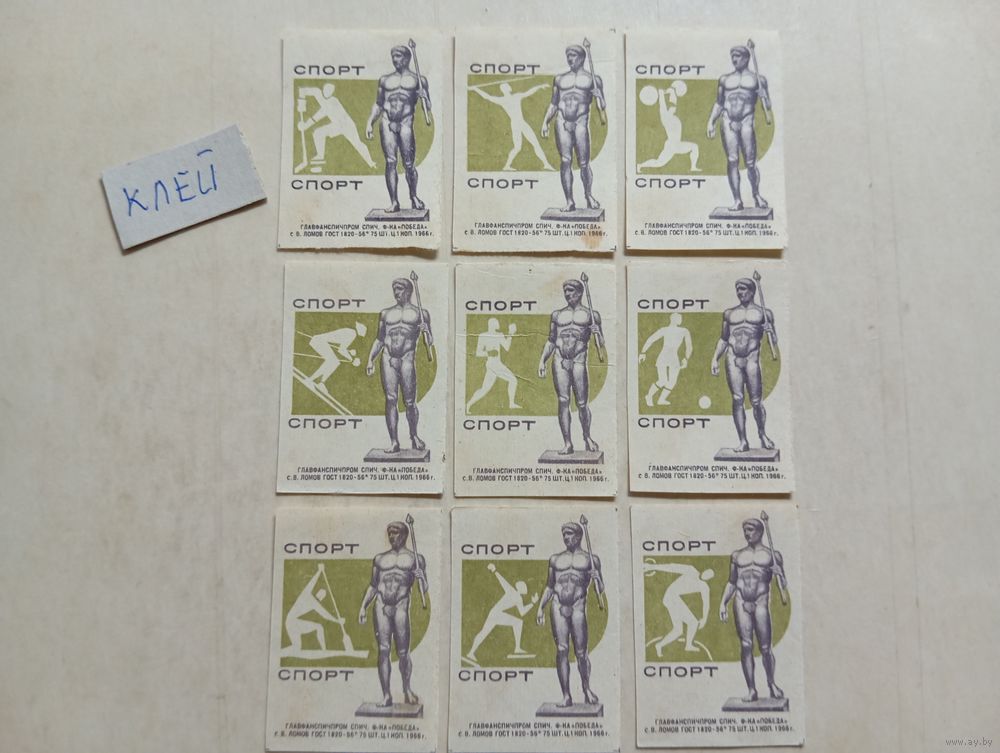 КЛЕЙ
СПОРТ
СПОРТ
ГЛАВФАНСПИЧПРОМ СПИЧ. Ф-КА «ПОБЕДА»
с. В. ЛОМОВ ГОСТ 1820-56* 75 ШТ. Ц. 1 КОП. 1966 г.
СПОРТ
СПОРТ
ГЛАВФАНСПИЧПРОМ СПИЧ. Ф-КА «ПОБЕДА»
с. В. ЛОМОВ ГОСТ 1820-56* 75 ШТ. Ц. 1 КОП. 1966 г.
СПОРТ
СПОРТ
ГЛАВФАНСПИЧПРОМ СПИЧ. Ф-КА «ПОБЕДА»
с. В. ЛОМОВ ГОСТ 1820-56* 75 ШТ. Ц. 1 КОП. 1966 г.
СПОРТ
СПОРТ
ГЛАВФАНСПИЧПРОМ СПИЧ. Ф-КА «ПОБЕДА»
с. В. ЛОМОВ ГОСТ 1820-56* 75 ШТ. Ц. 1 КОП. 1966 г.
СПОРТ
СПОРТ
ГЛАВФАНСПИЧПРОМ СПИЧ. Ф-КА «ПОБЕДА»
с. В. ЛОМОВ ГОСТ 1820-56* 75 ШТ. Ц. 1 КОП. 1966 г.
СПОРТ
СПОРТ
ГЛАВФАНСПИЧПРОМ СПИЧ. Ф-КА «ПОБЕДА»
с. В. ЛОМОВ ГОСТ 1820-56* 75 ШТ. Ц. 1 КОП. 1966 г.
СПОРТ
СПОРТ
ГЛАВФАНСПИЧПРОМ СПИЧ. Ф-КА «ПОБЕДА»
с. В. ЛОМОВ ГОСТ 1820-56* 75 ШТ. Ц. 1 КОП. 1966 г.
СПОРТ
СПОРТ
ГЛАВФАНСПИЧПРОМ СПИЧ. Ф-КА «ПОБЕДА»
с. В. ЛОМОВ ГОСТ 1820-56* 75 ШТ. Ц. 1 КОП. 1966 г.
СПОРТ
СПОРТ
ГЛАВФАНСПИЧПРОМ СПИЧ. Ф-КА «ПОБЕДА»
с. В. ЛОМОВ ГОСТ 1820-56* 75 ШТ. Ц. 1 КОП. 1966 г.
www.ay.by